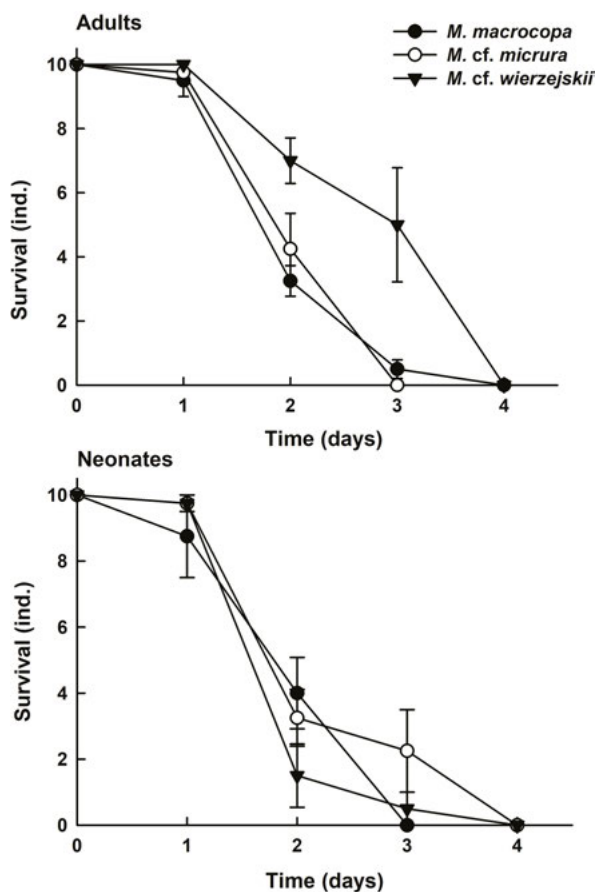 Adults
M. macrocopa
M. cf. micrura
M. cf. wierzejskii
10
8
6
4
2
0
Survival (ind.)
0 1 2 3 4
Time (days)
Neonates
10
8
6
4
2
0
Survival (ind.)
0 1 2 3 4
Time (days)